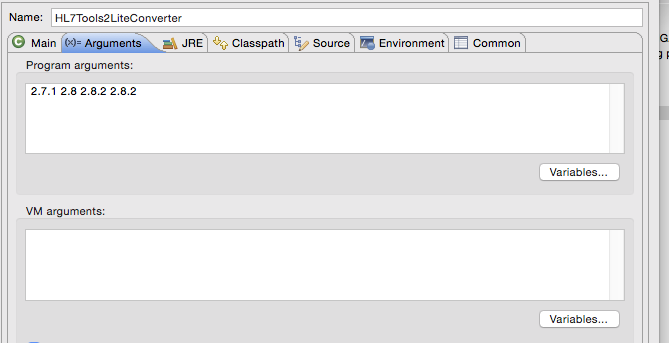 Name: HL7Tools2LiteConverter
Main (x)= Arguments JRE Classpath Source Environment Common
Program arguments:
2.7.1 2.8 2.8.2 2.8.2
Variables...
VM arguments:
Variables...